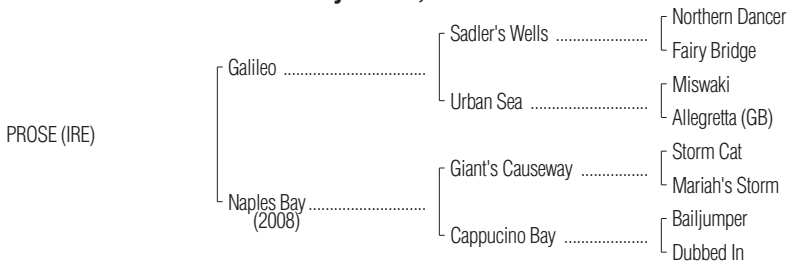 Northern Dancer
Sadler's Wells
Fairy Bridge
Galileo
Miswaki
Urban Sea
Allegretta (GB)
PROSE (IRE)
Storm Cat
Giant's Causeway
Mariah's Storm
Naples Bay
(2008)
Bailjumper
Cappucino Bay
Dubbed In